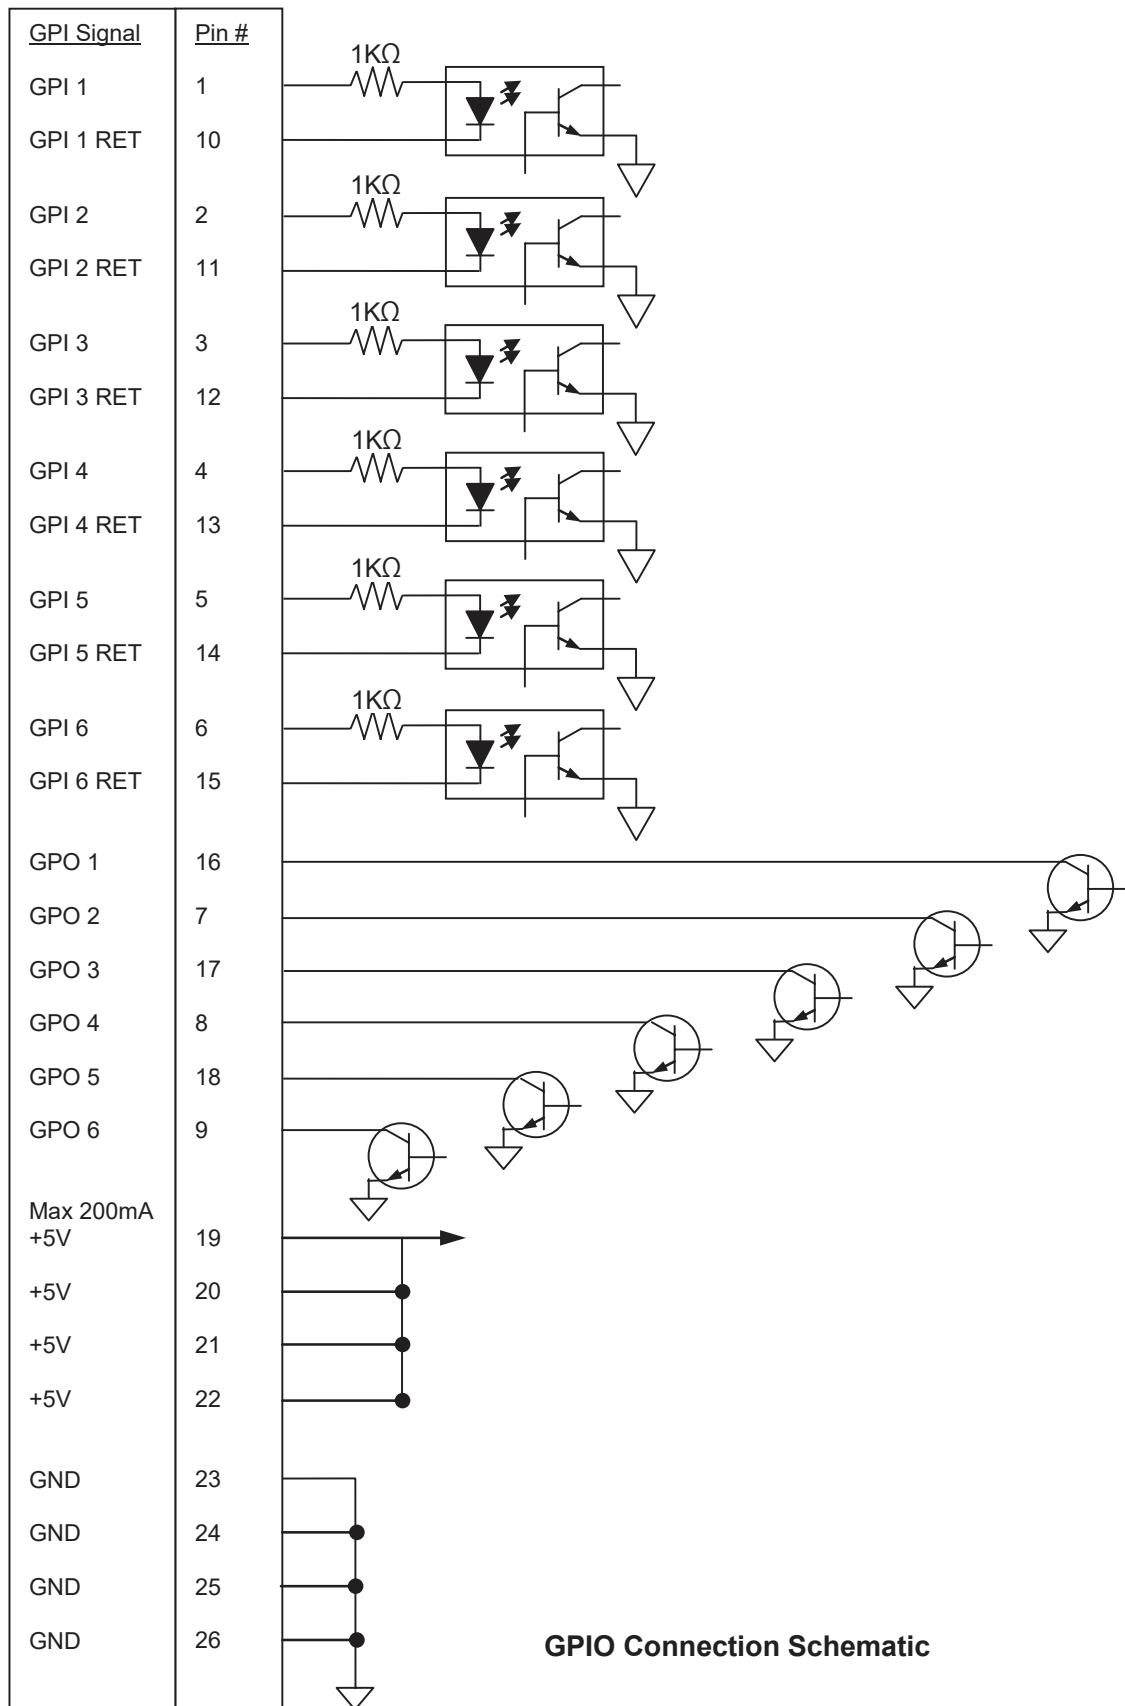 GPI Signal Pin #
1KΩ
GPI 1 1
GPI 1 RET 10
1KΩ
GPI 2 2
GPI 2 RET 11
1KΩ
GPI 3 3
GPI 3 RET 12
1KΩ
GPI 4 4
GPI 4 RET 13
1KΩ
GPI 5 5
GPI 5 RET 14
1KΩ
GPI 6 6
GPI 6 RET 15
GPO 1 16
GPO 2 7
GPO 3 17
GPO 4 8
GPO 5 18
GPO 6 9
Max 200mA
+5V 19
+5V 20
+5V 21
+5V 22
GND 23
GND 24
GND 25
GND 26
GPIO Connection Schematic